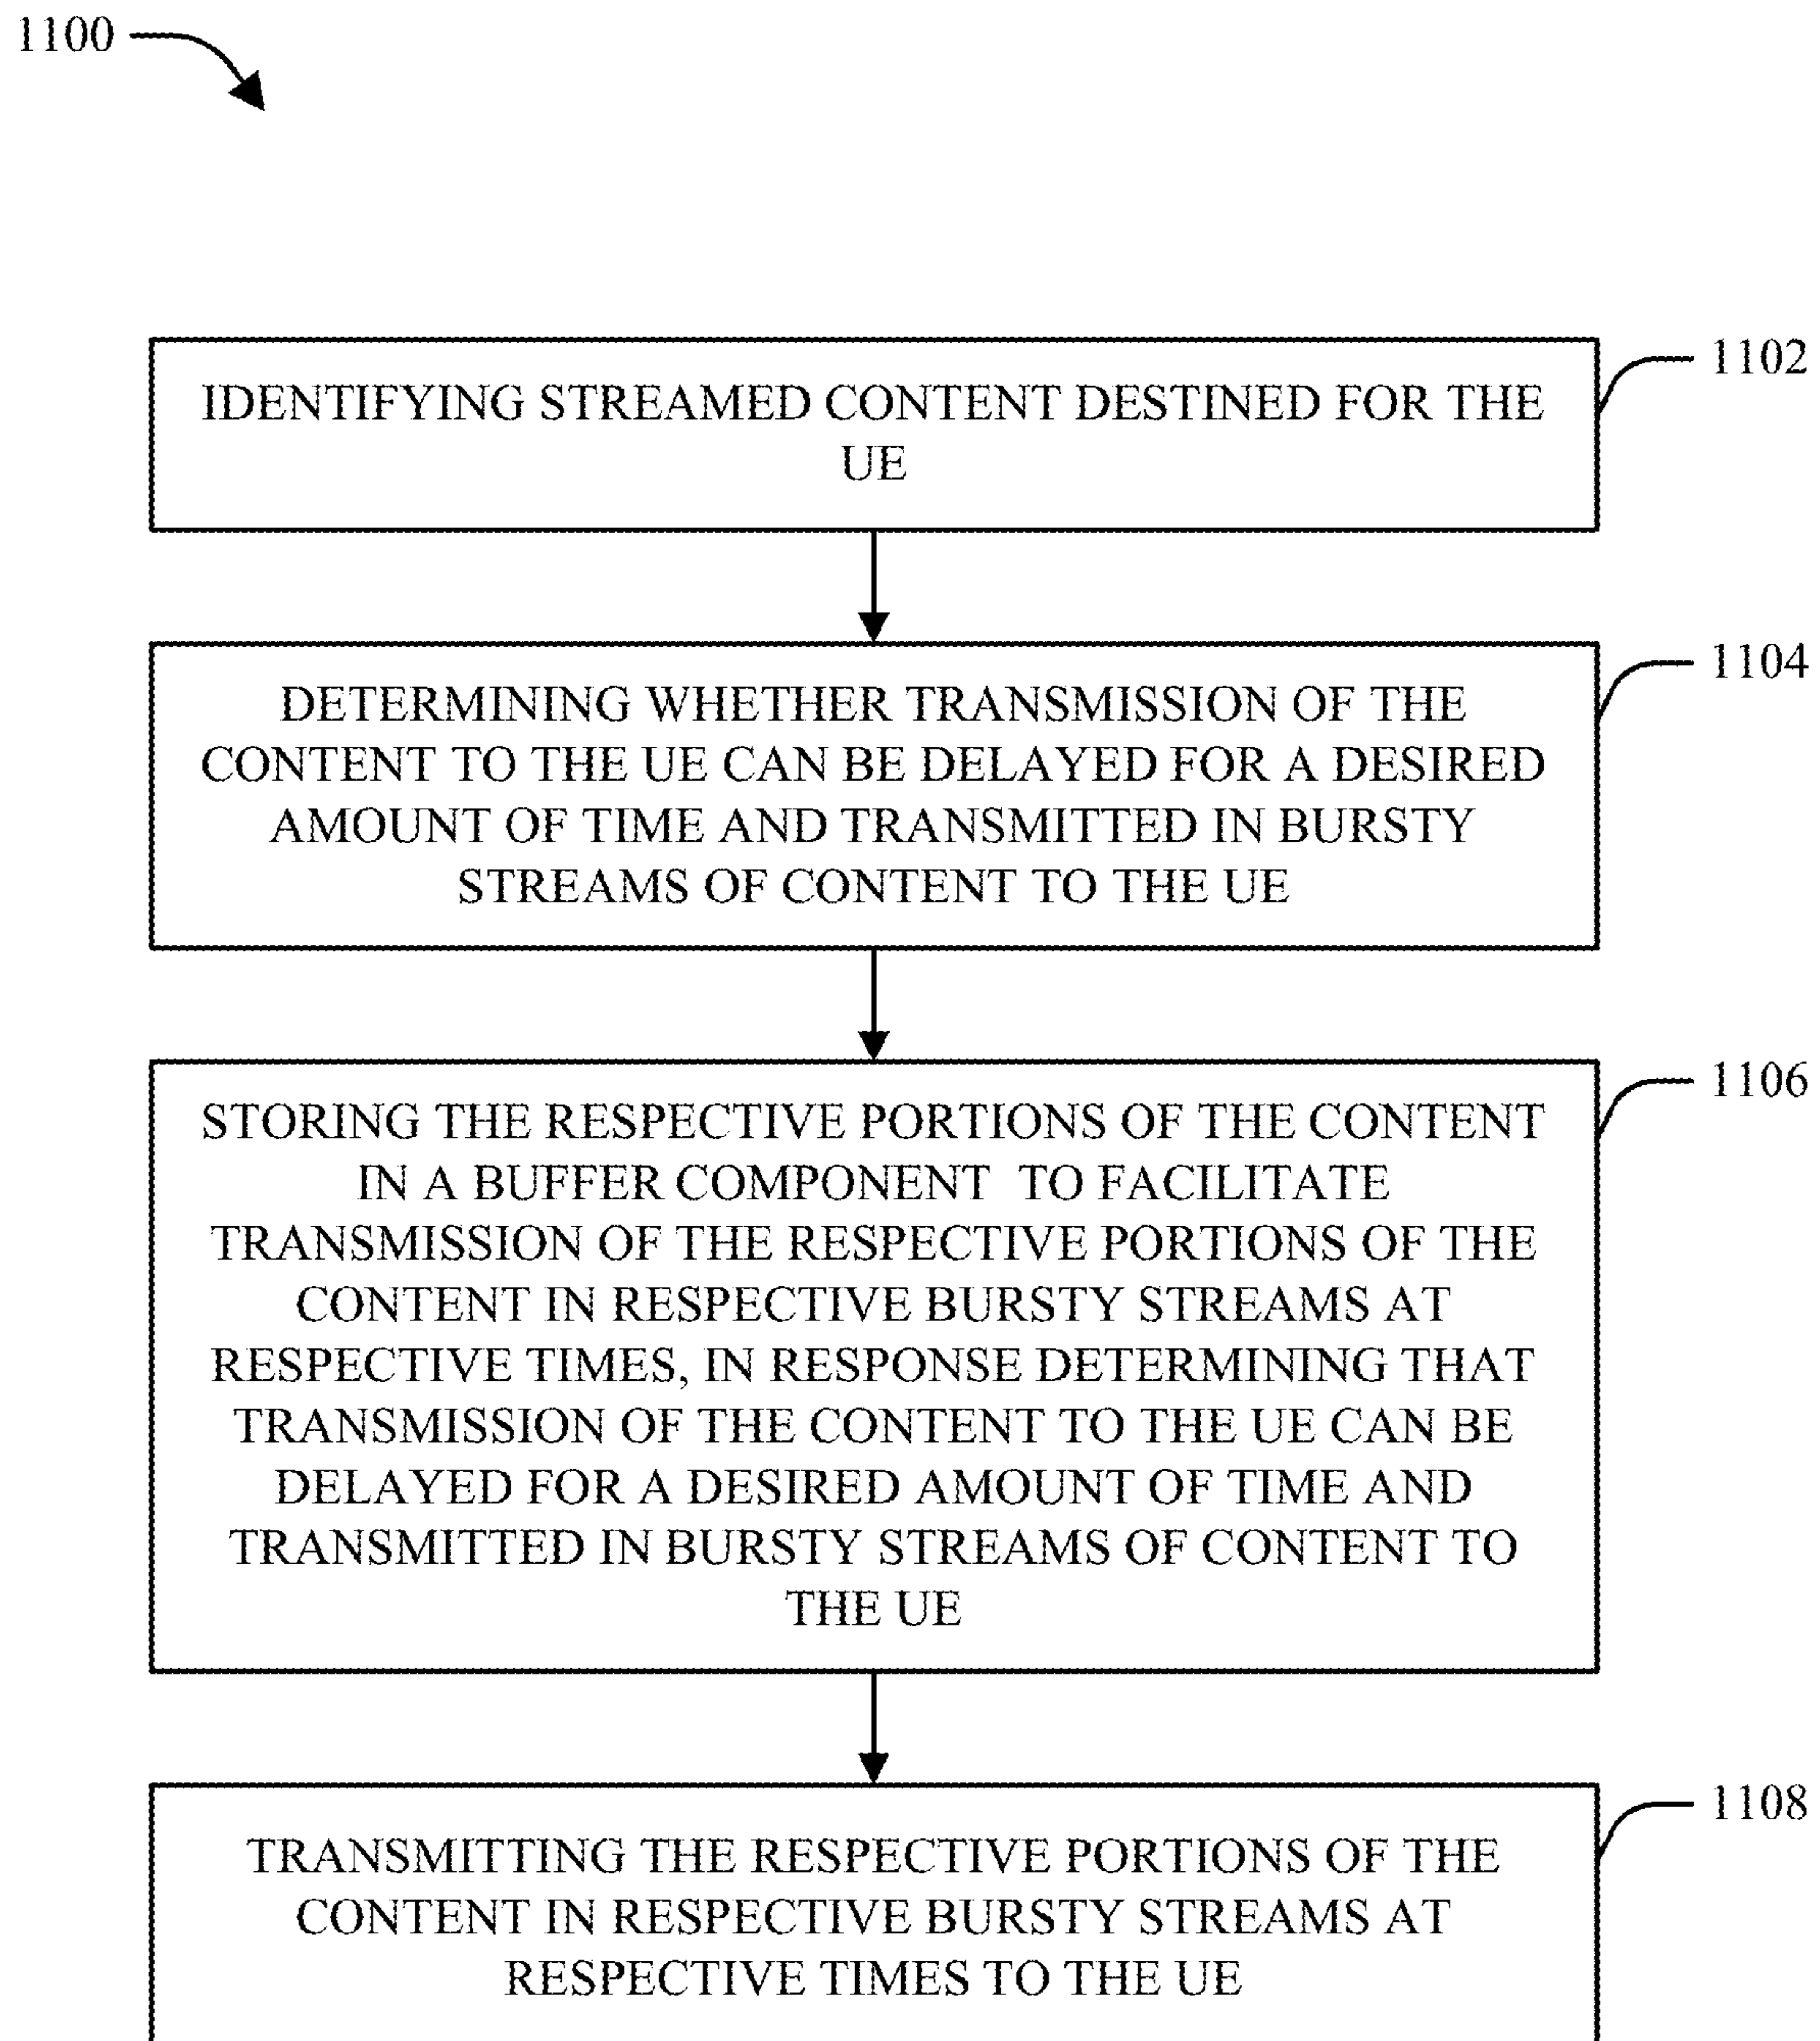 1100
IDENTIFYING STREAMED CONTENT DESTINED FOR THE
UE
1102
DETERMINING WHETHER TRANSMISSION OF THE
CONTENT TO THE UE CAN BE DELAYED FOR A DESIRED
AMOUNT OF TIME AND TRANSMITTED IN BURSTY
STREAMS OF CONTENT TO THE UE
1104
STORING THE RESPECTIVE PORTIONS OF THE CONTENT
IN A BUFFER COMPONENT TO FACILITATE
TRANSMISSION OF THE RESPECTIVE PORTIONS OF THE
CONTENT IN RESPECTIVE BURSTY STREAMS AT
RESPECTIVE TIMES, IN RESPONSE DETERMINING THAT
TRANSMISSION OF THE CONTENT TO THE UE CAN BE
DELAYED FOR A DESIRED AMOUNT OF TIME AND
TRANSMITTED IN BURSTY STREAMS OF CONTENT TO
THE UE
1106
TRANSMITTING THE RESPECTIVE PORTIONS OF THE
CONTENT IN RESPECTIVE BURSTY STREAMS AT
RESPECTIVE TIMES TO THE UE
1108